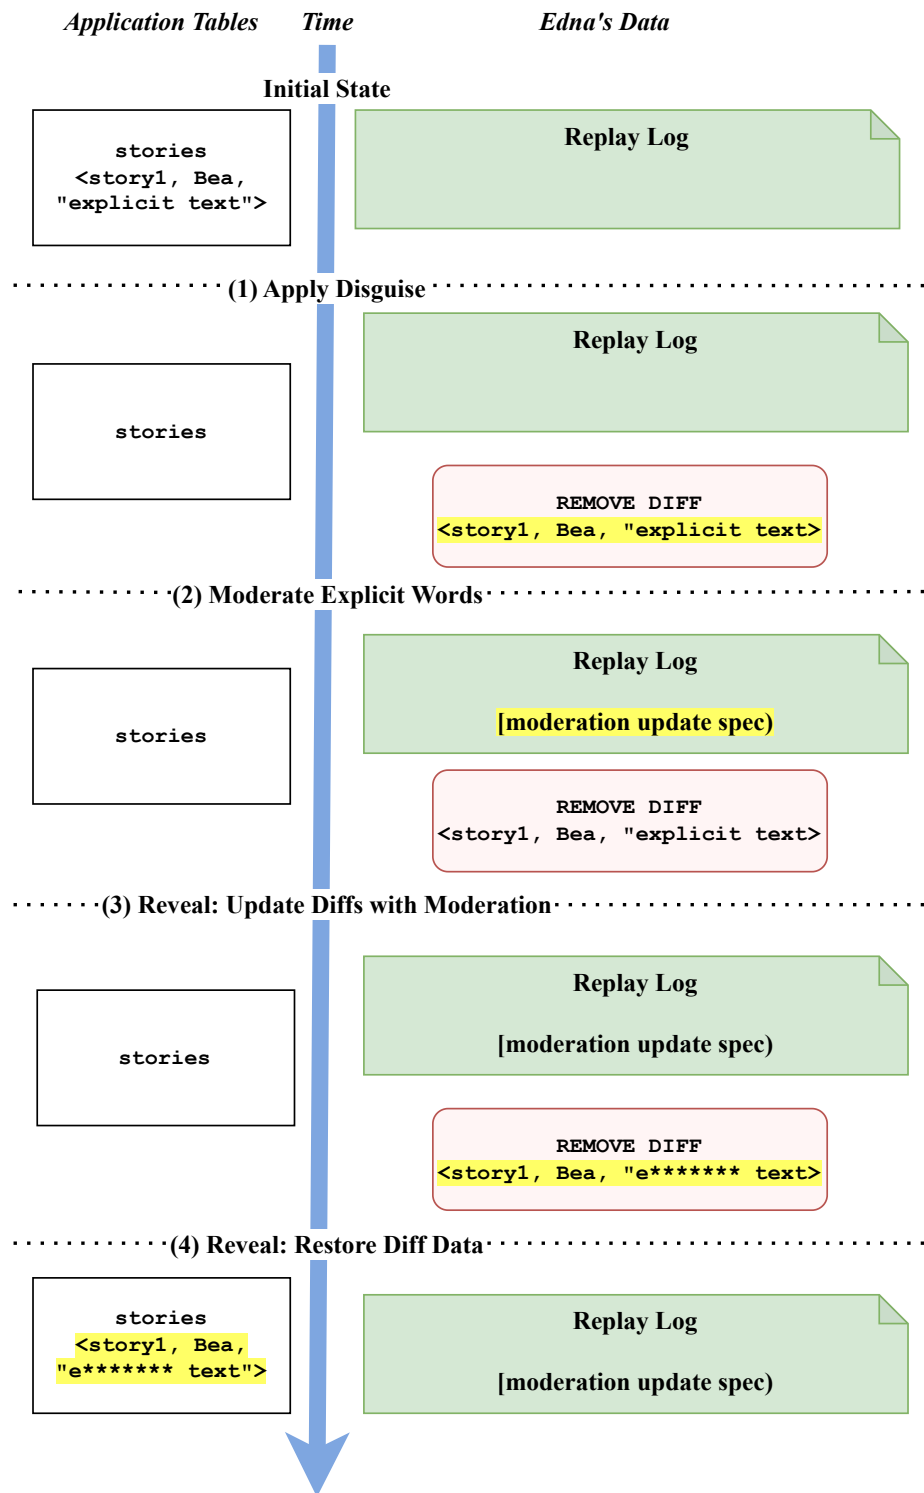 Application Tables Time Edna's Data
Initial State
stories
<story1, Bea,
"explicit text">
Replay Log
(1) Apply Disguise
stories
Replay Log
REMOVE DIFF
<story1, Bea, "explicit text>
(2) Moderate Explicit Words
stories
Replay Log
[moderation update spec)
REMOVE DIFF
<story1, Bea, "explicit text>
(3) Reveal: Update Diffs with Moderation
stories
Replay Log
[moderation update spec)
REMOVE DIFF
<story1, Bea, "e******* text>
(4) Reveal: Restore Diff Data
stories
<story1, Bea,
"e******* text">
Replay Log
[moderation update spec)